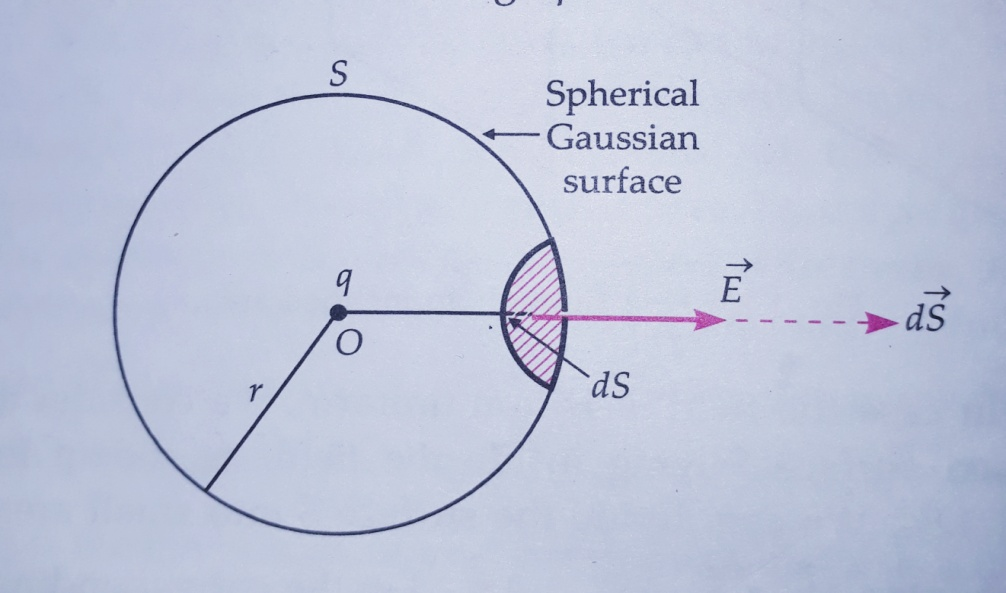 S
Spherical
Gaussian
surface
q
O
r
E⃗
dS⃗
dS